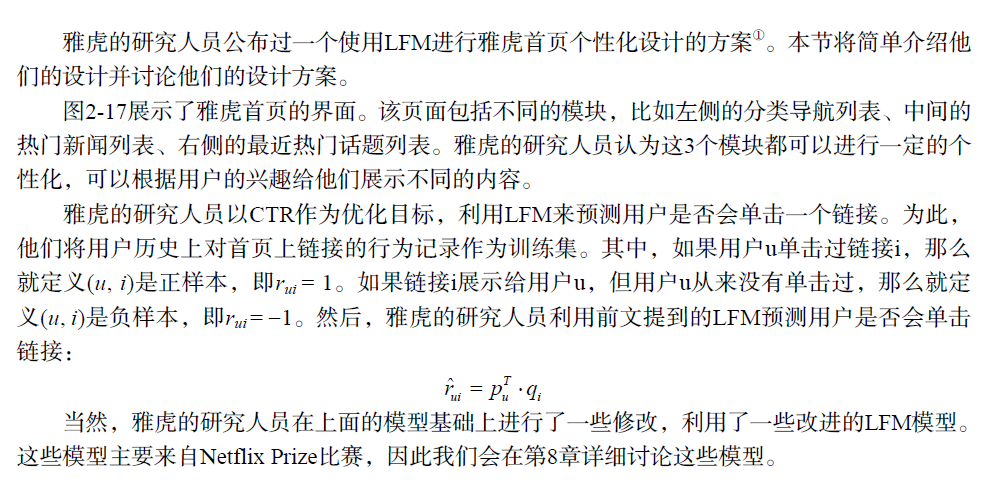 雅虎的研究人员公布过一个使用LFM进行雅虎首页个性化设计的方案①。本节将简单介绍他
们的设计并讨论他们的设计方案。
图2-17展示了雅虎首页的界面。该页面包括不同的模块，比如左侧的分类导航列表、中间的
热门新闻列表、右侧的最近热门话题列表。雅虎的研究人员认为这3个模块都可以进行一定的个
性化，可以根据用户的兴趣给他们展示不同的内容。
雅虎的研究人员以CTR作为优化目标，利用LFM来预测用户是否会单击一个链接。为此，
他们将用户历史上对首页上链接的行为记录作为训练集。其中，如果用户u单击过链接i，那么
就定义(u, i)是正样本，即r_{ui} = 1。如果链接i展示给用户u，但用户u从来没有单击过，那么就定
义(u, i)是负样本，即r_{ui} = −1。然后，雅虎的研究人员利用前文提到的LFM预测用户是否会单击
链接：
\hat{r}_{ui} = p_u^T · q_i
当然，雅虎的研究人员在上面的模型基础上进行了一些修改，利用了一些改进的LFM模型。
这些模型主要来自Netflix Prize比赛，因此我们会在第8章详细讨论这些模型。